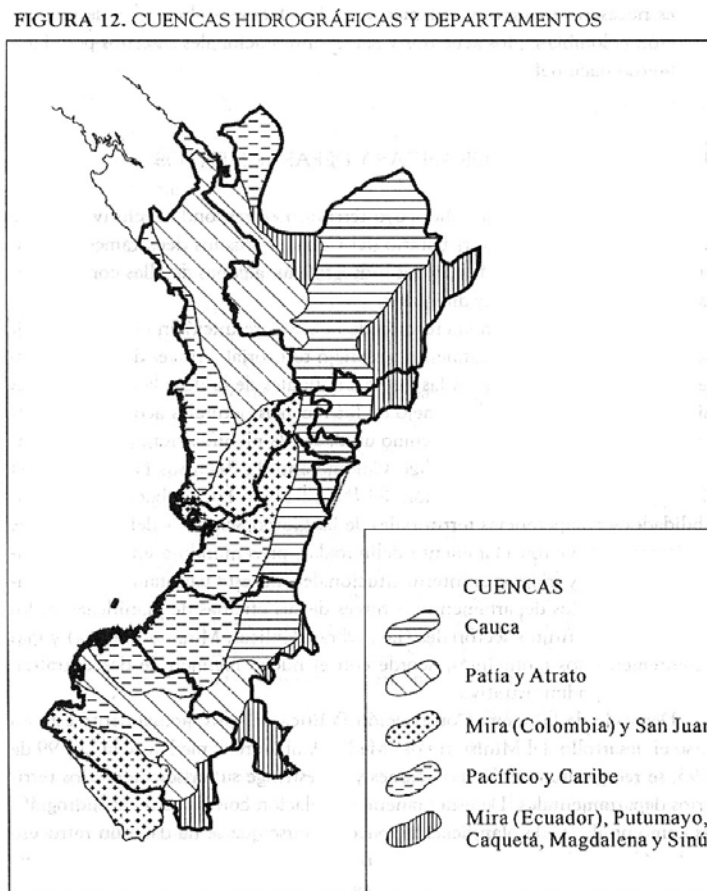 FIGURA 12. CUENCAS HIDROGRÁFICAS Y DEPARTAMENTOS
CUENCAS
Cauca
Patía y Atrato
Mira (Colombia) y San Juan
Pacífico y Caribe
Mira (Ecuador), Putumayo,
Caquetá, Magdalena y Sinú